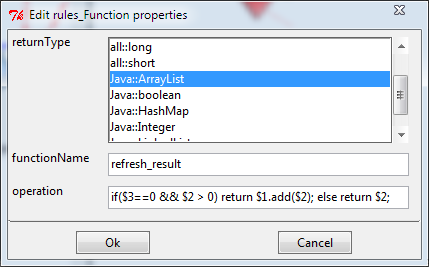 Edit rules_Function properties
returnType
all::long
all::short
Java::ArrayList
Java::boolean
Java::HashMap
Java::Integer
functionName
refresh_result
operation
if($3==0 && $2 > 0) return $1.add($2); else return $2;
Ok
Cancel